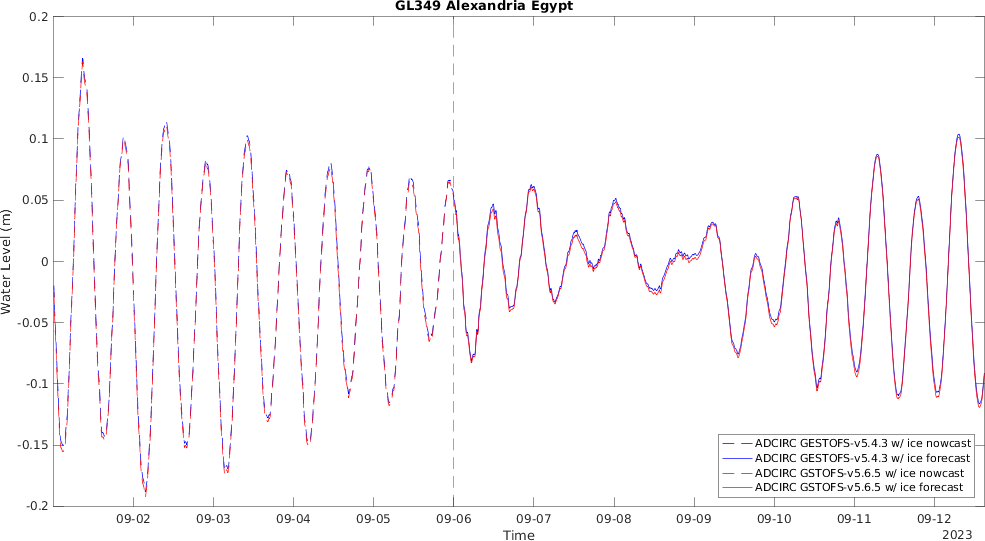 GL349 Alexandria Egypt
0.2
0.15
0.1
0.05
0
-0.05
-0.1
-0.15
-0.2
Water Level (m)
ADCIRC GESTOFS-v5.4.3 w/ ice nowcast
ADCIRC GESTOFS-v5.4.3 w/ ice forecast
ADCIRC GSTOFS-v5.6.5 w/ ice nowcast
ADCIRC GSTOFS-v5.6.5 w/ ice forecast
09-02 09-03 09-04 09-05 09-06 09-07 09-08 09-09 09-10 09-11 09-12
Time
2023